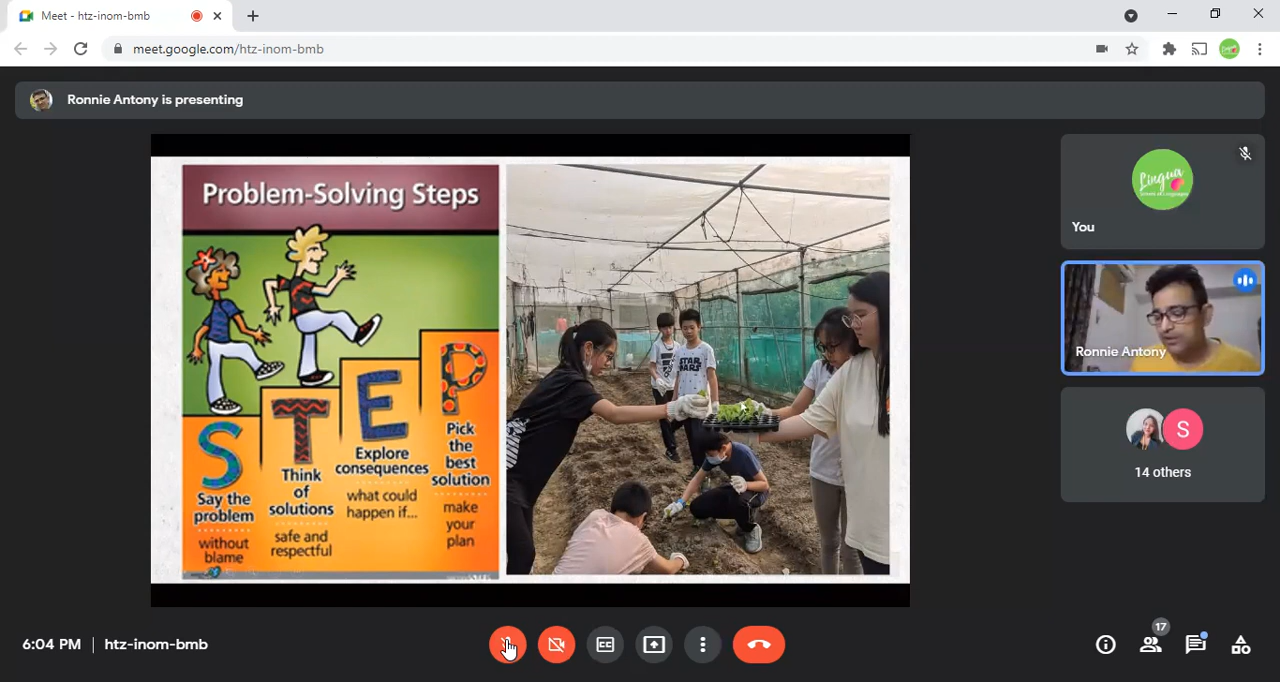 Meet - htz-inom-bmb
meet.google.com/htz-inom-bmb
Ronnie Antony is presenting
Problem-Solving Steps
S
Say the
problem
without
blame
T
Think
of
solutions
safe and
respectful
E
Explore
consequences
what could
happen if...
P
Pick
the
best
solution
make
your
plan
STAR
WARS
Lingua
You
Ronnie Antony
S
14 others
6:04 PM
htz-inom-bmb
CC
17